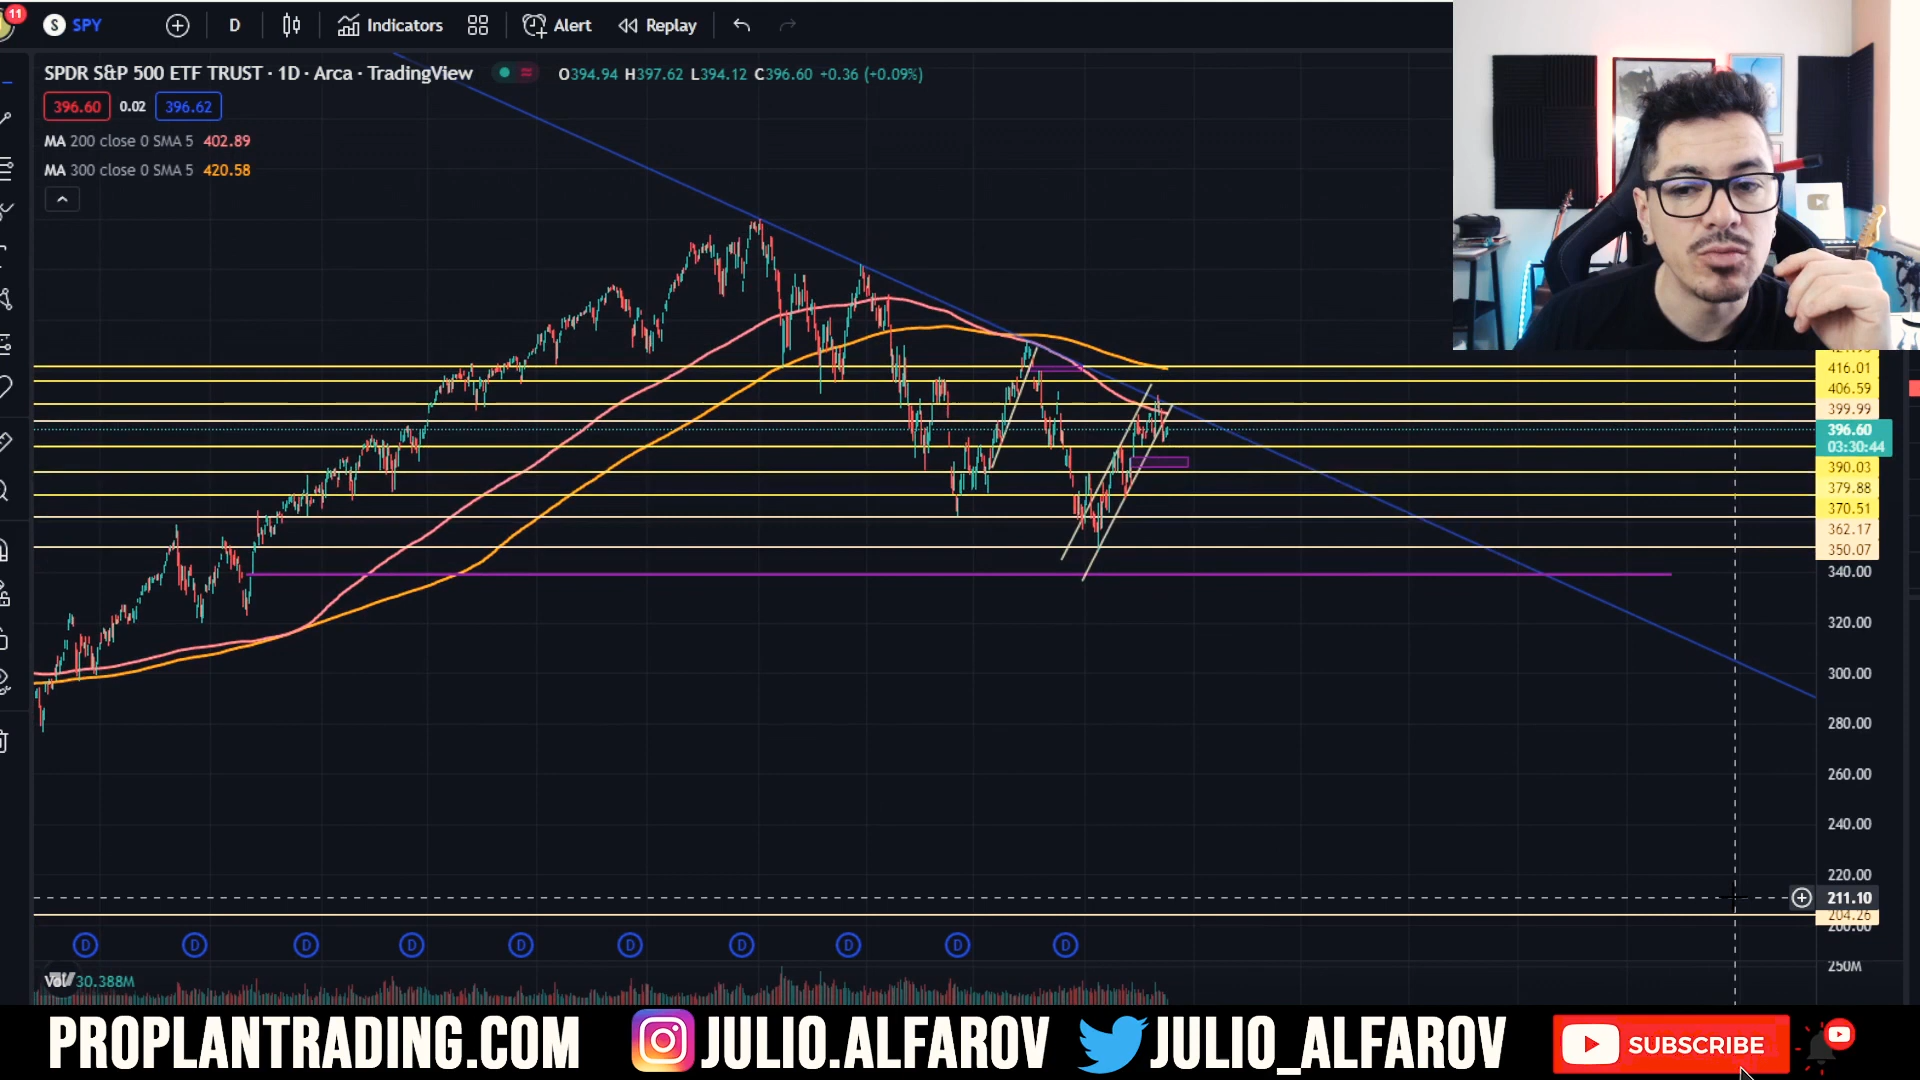 11
S SPY
D
Indicators
Alert
Replay
SPDR S&P 500 ETF TRUST · 1D · Arca · TradingView
O394.94 H397.62 L394.12 C396.60 +0.36 (+0.09%)
396.60 0.02 396.62
MA 200 close 0 SMA 5 402.89
MA 300 close 0 SMA 5 420.58
416.01
406.59
399.99
396.60
03:30:44
390.03
379.88
370.51
362.17
350.07
340.00
320.00
300.00
280.00
260.00
240.00
220.00
211.10
204.26
200.00
D D D D D D D D D D
Vol 30.388M
250M
PROPLANTRADING.COM JULIO.ALFAROV JULIO_ALFAROV SUBSCRIBE